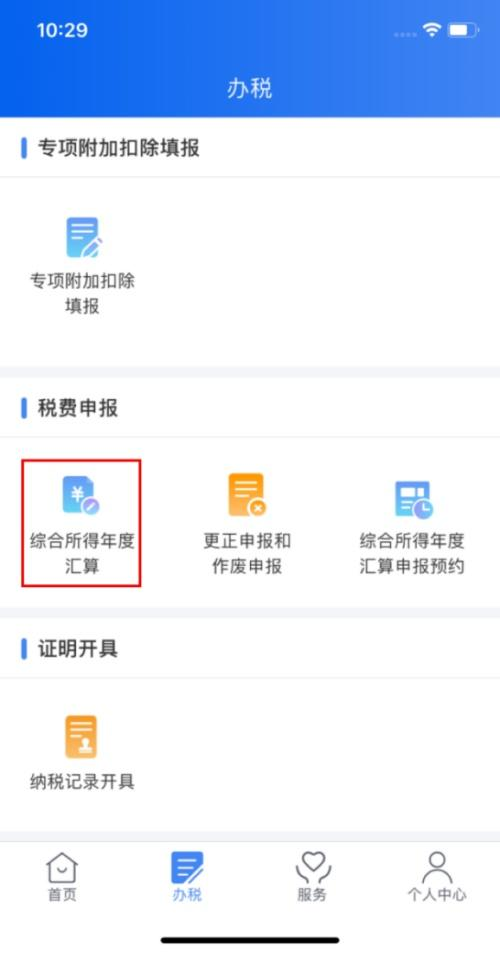 10:29
办税
专项附加扣除填报
专项附加扣除
填报
税费申报
¥
综合所得年度
汇算
更正申报和
作废申报
综合所得年度
汇算申报预约
证明开具
纳税记录开具
首页
办税
服务
个人中心